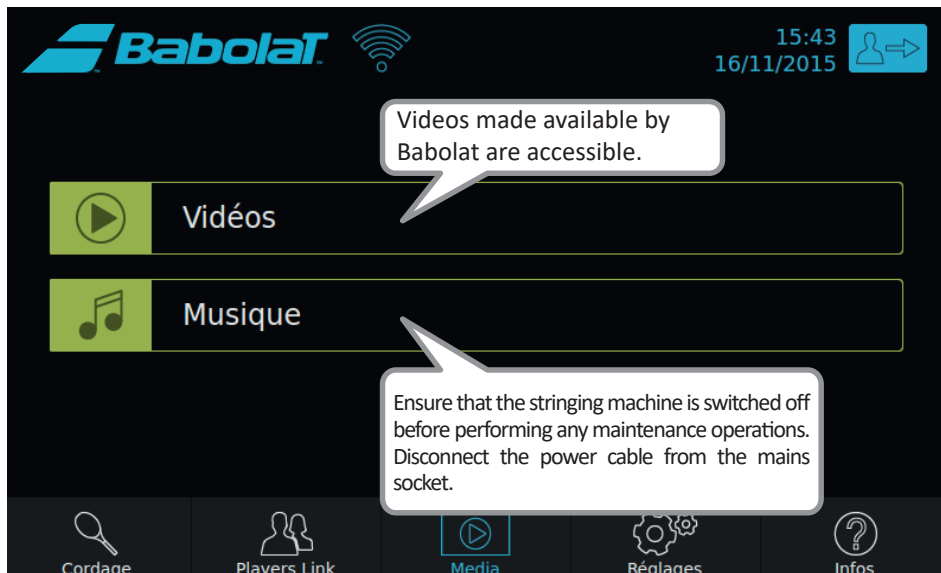 BabolaT
15:43
16/11/2015
Videos made available by
Babolat are accessible.
Vidéos
Musique
Ensure that the stringing machine is switched off
before performing any maintenance operations.
Disconnect the power cable from the mains
socket.
Cordage
Players Link
Media
Réglages
Infos